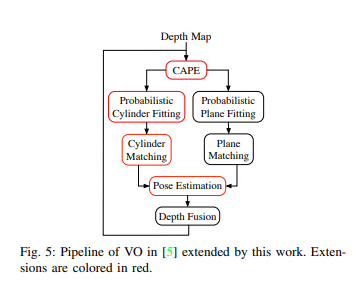 Depth Map
CAPE
Probabilistic
Cylinder Fitting
Probabilistic
Plane Fitting
Cylinder
Matching
Plane
Matching
Pose Estimation
Depth Fusion
Fig. 5: Pipeline of VO in [5] extended by this work. Exten-
sions are colored in red.